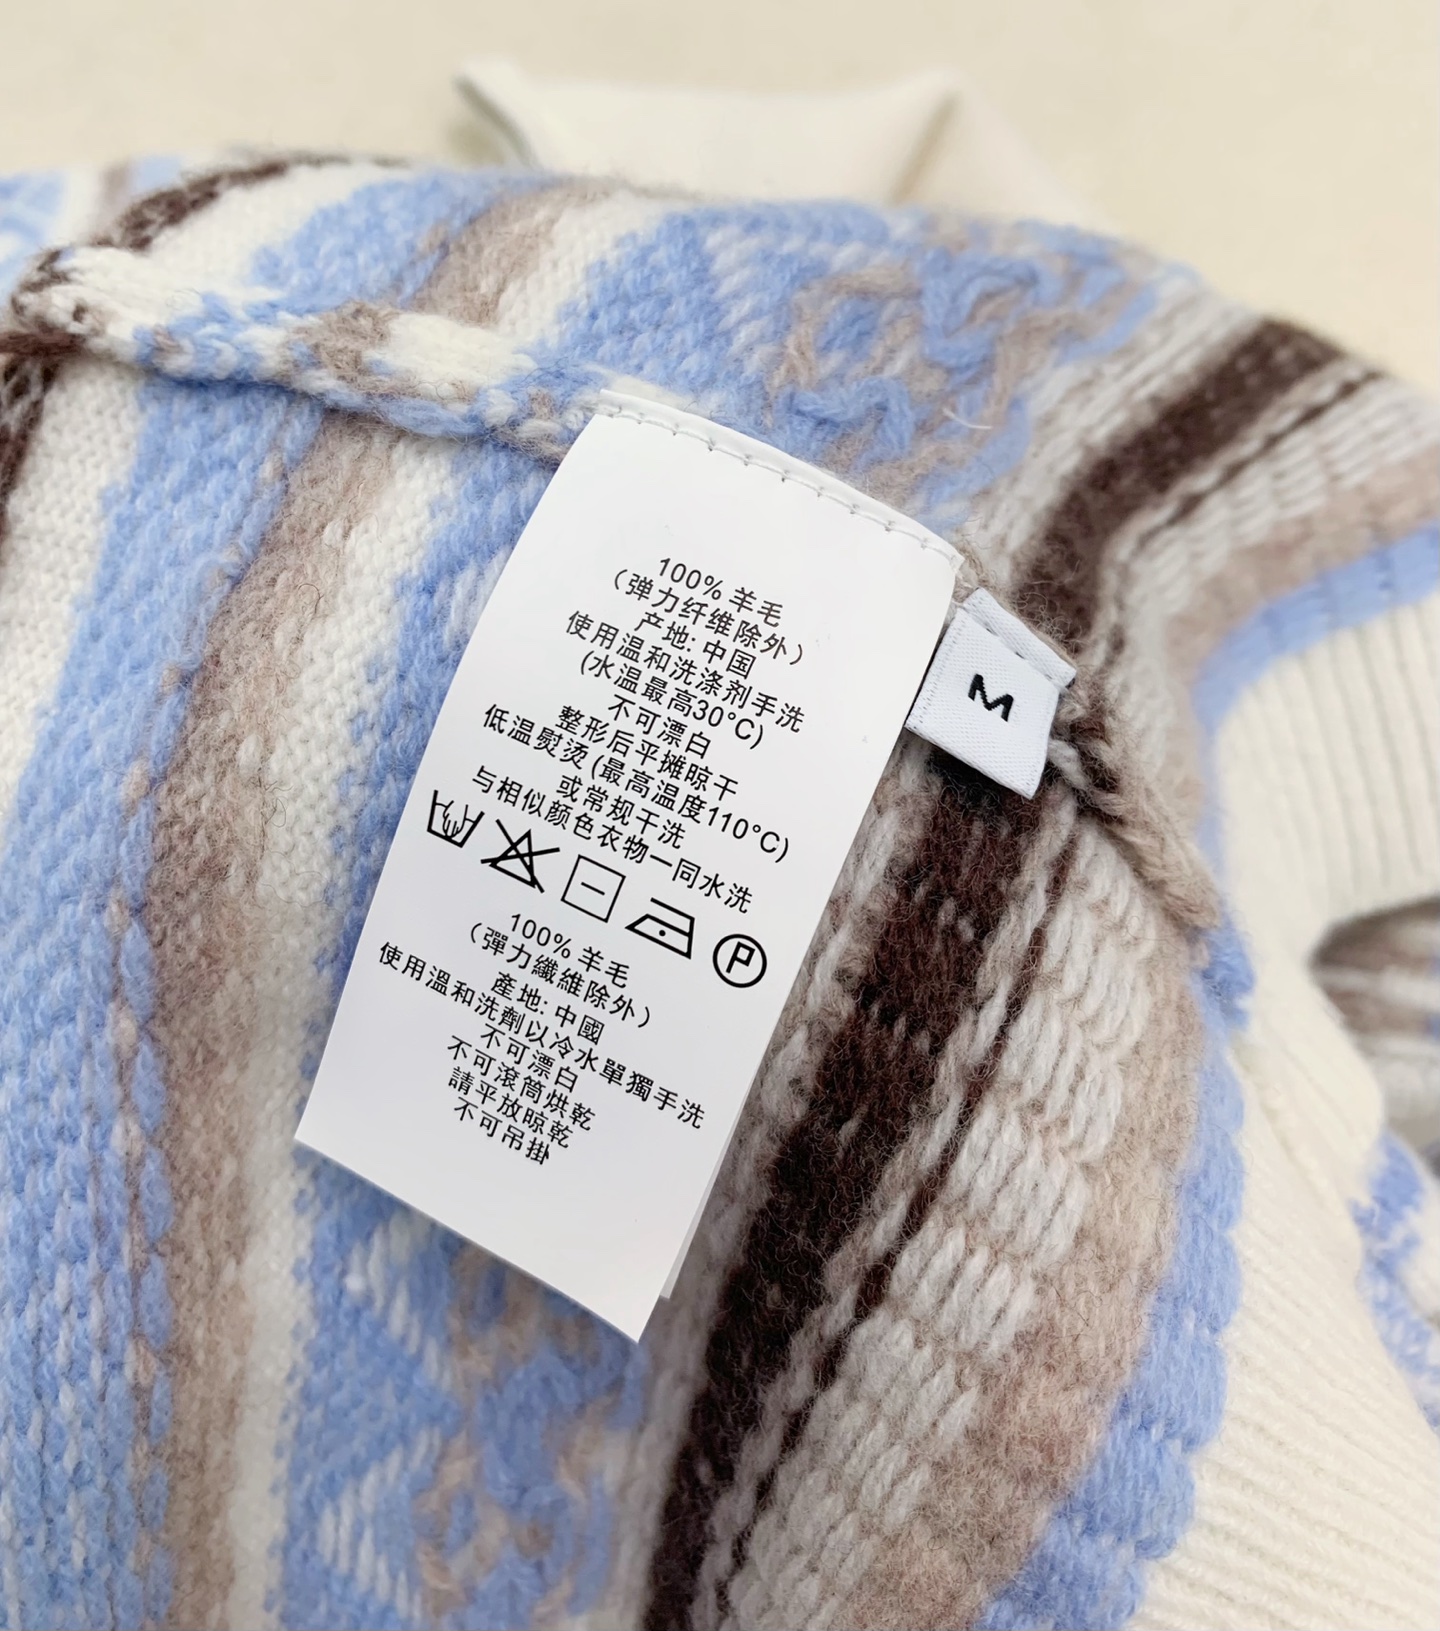 100% 羊毛
（弹力纤维除外）
产地: 中国
使用温和洗涤剂手洗
(水温最高30°C)
不可漂白
整形后平摊晾干
低温熨烫(最高温度110°C)
或常规干洗
与相似颜色衣物一同水洗
P
100% 羊毛
（彈力纖維除外）
產地: 中國
使用溫和洗劑以冷水單獨手洗
不可漂白
不可滾筒烘乾
請平放晾乾
不可吊掛
M